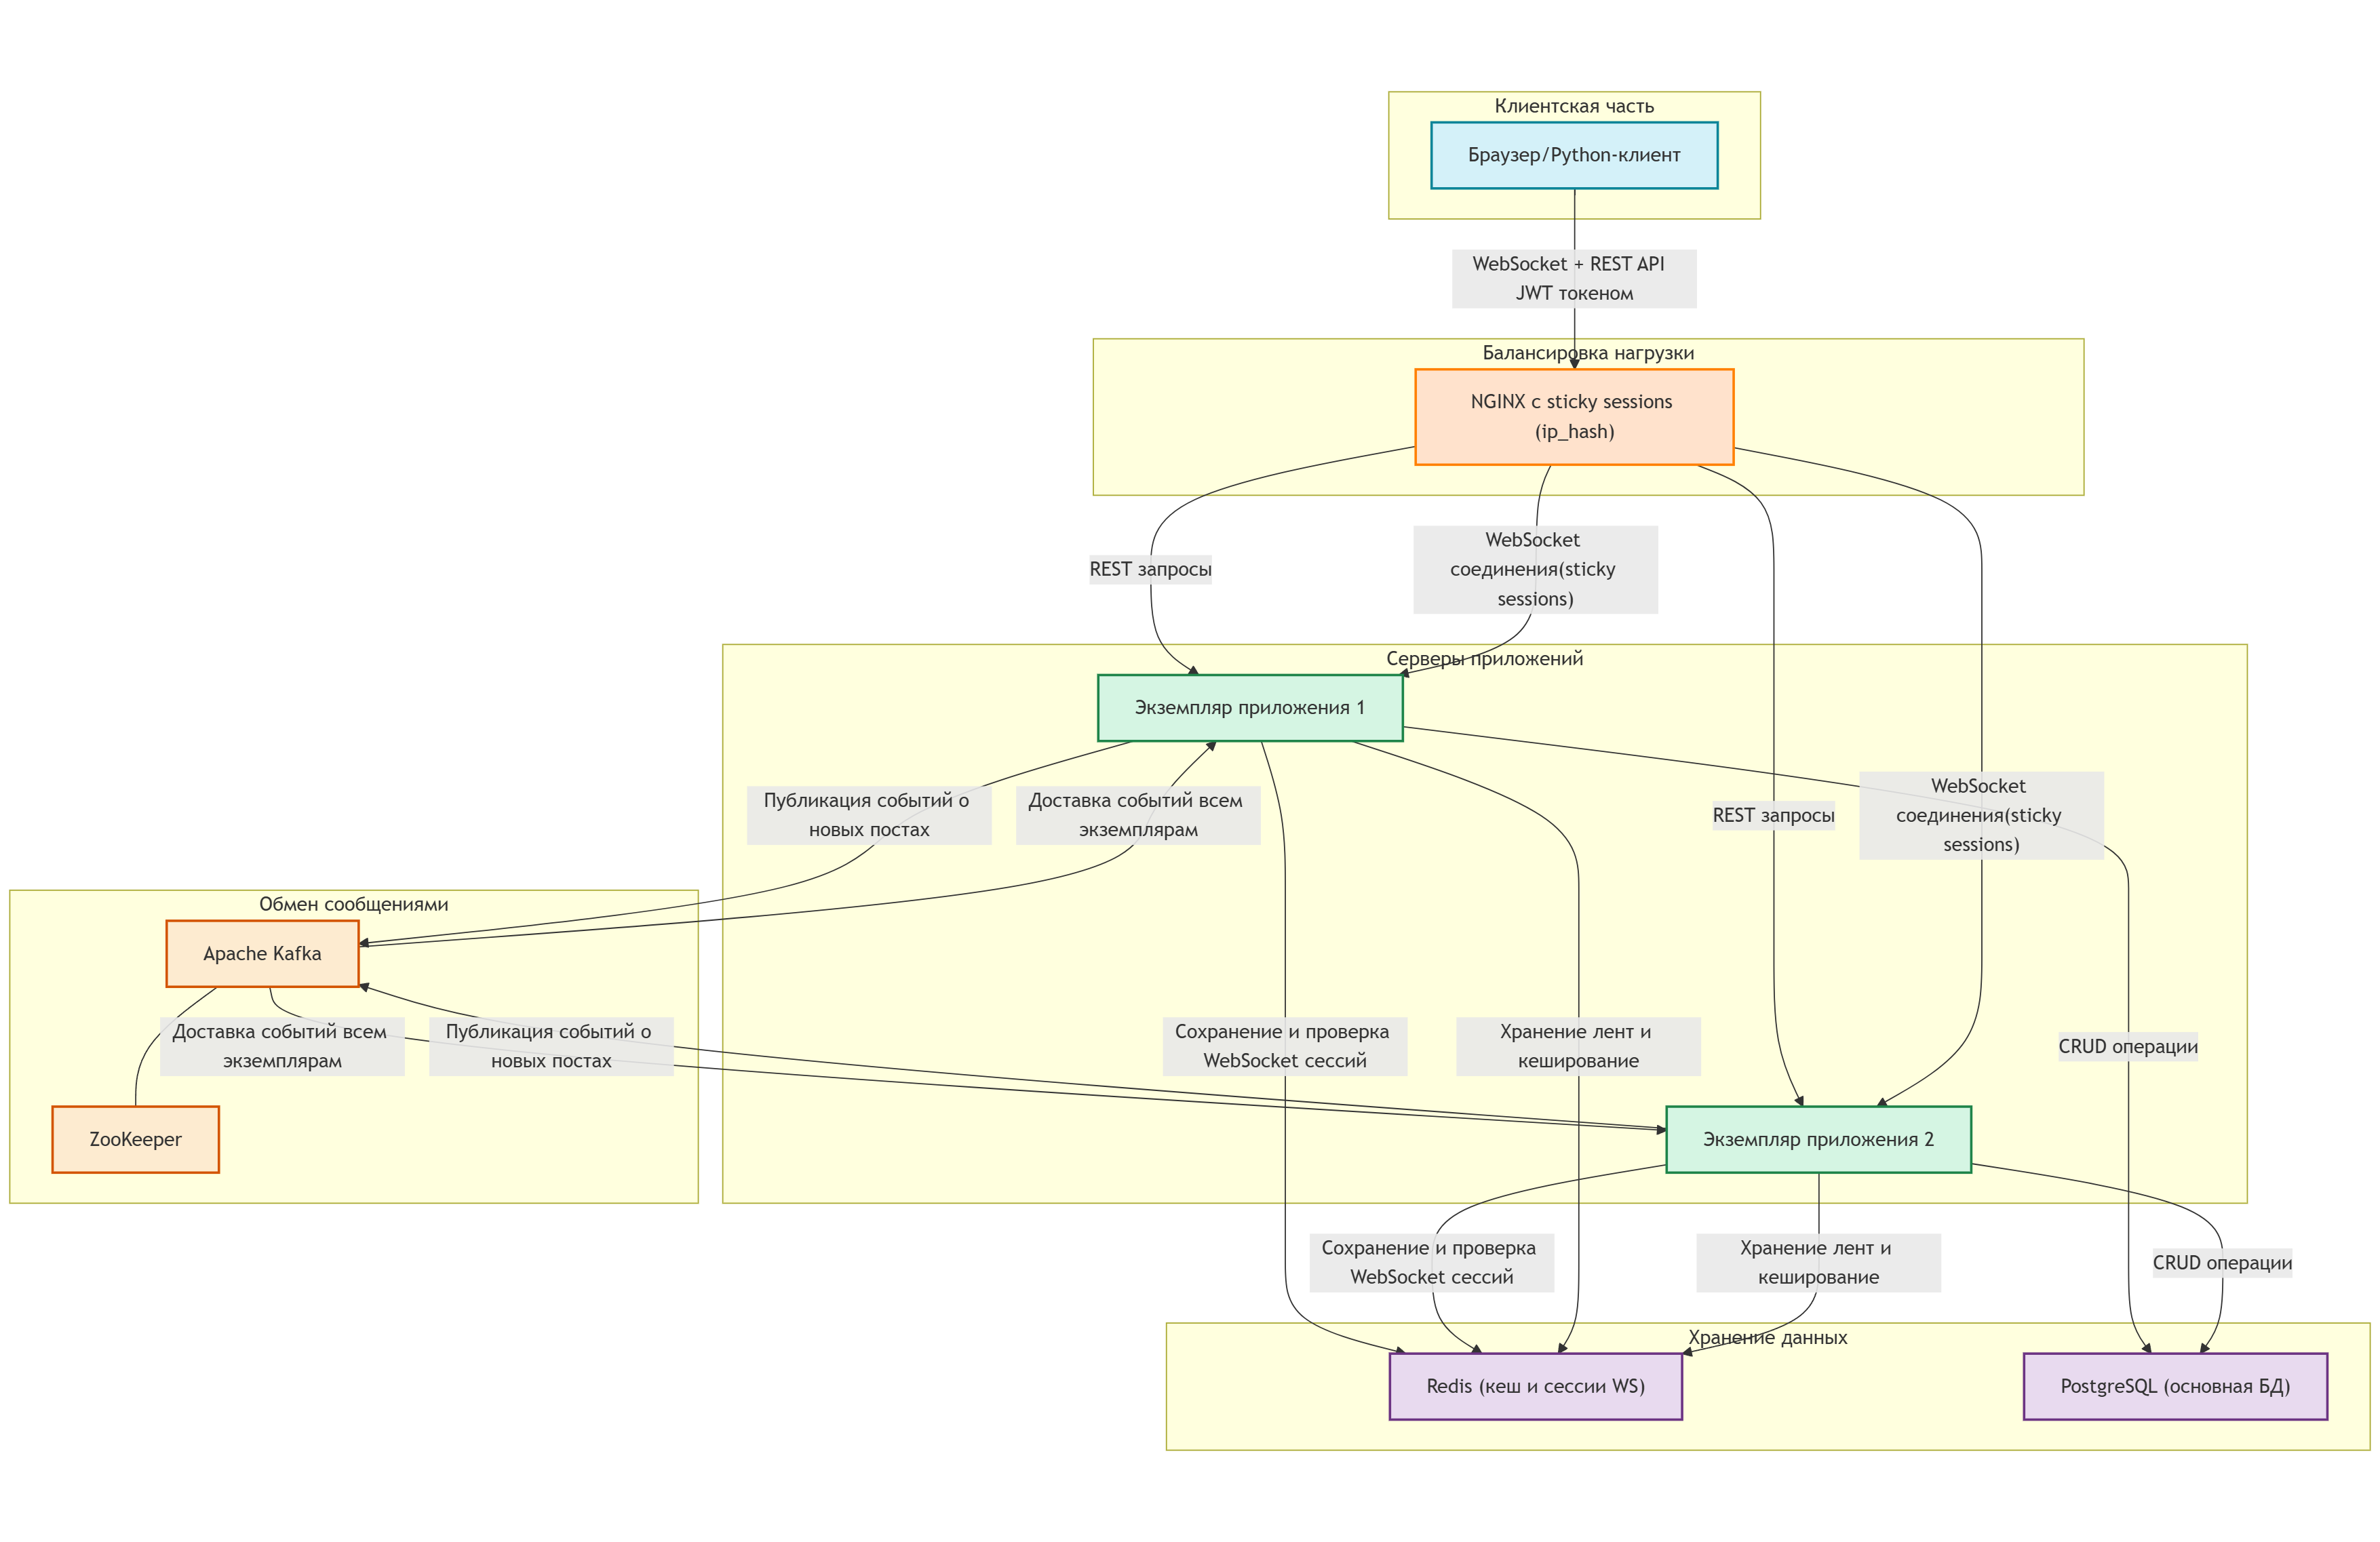 Клиентская часть
Браузер/Python-клиент
WebSocket + REST API
JWT токеном
Балансировка нагрузки
NGINX с sticky sessions
(ip_hash)
REST запросы
WebSocket
соединения(sticky
sessions)
Серверы приложений
Экземпляр приложения 1
Публикация событий о
новых постах
Доставка событий всем
экземплярам
REST запросы
WebSocket
соединения(sticky
sessions)
Обмен сообщениями
Apache Kafka
Доставка событий всем
экземплярам
Публикация событий о
новых постах
Сохранение и проверка
WebSocket сессий
Хранение лент и
кеширование
CRUD операции
ZooKeeper
Экземпляр приложения 2
Сохранение и проверка
WebSocket сессий
Хранение лент и
кеширование
CRUD операции
Хранение данных
Redis (кеш и сессии WS)
PostgreSQL (основная БД)